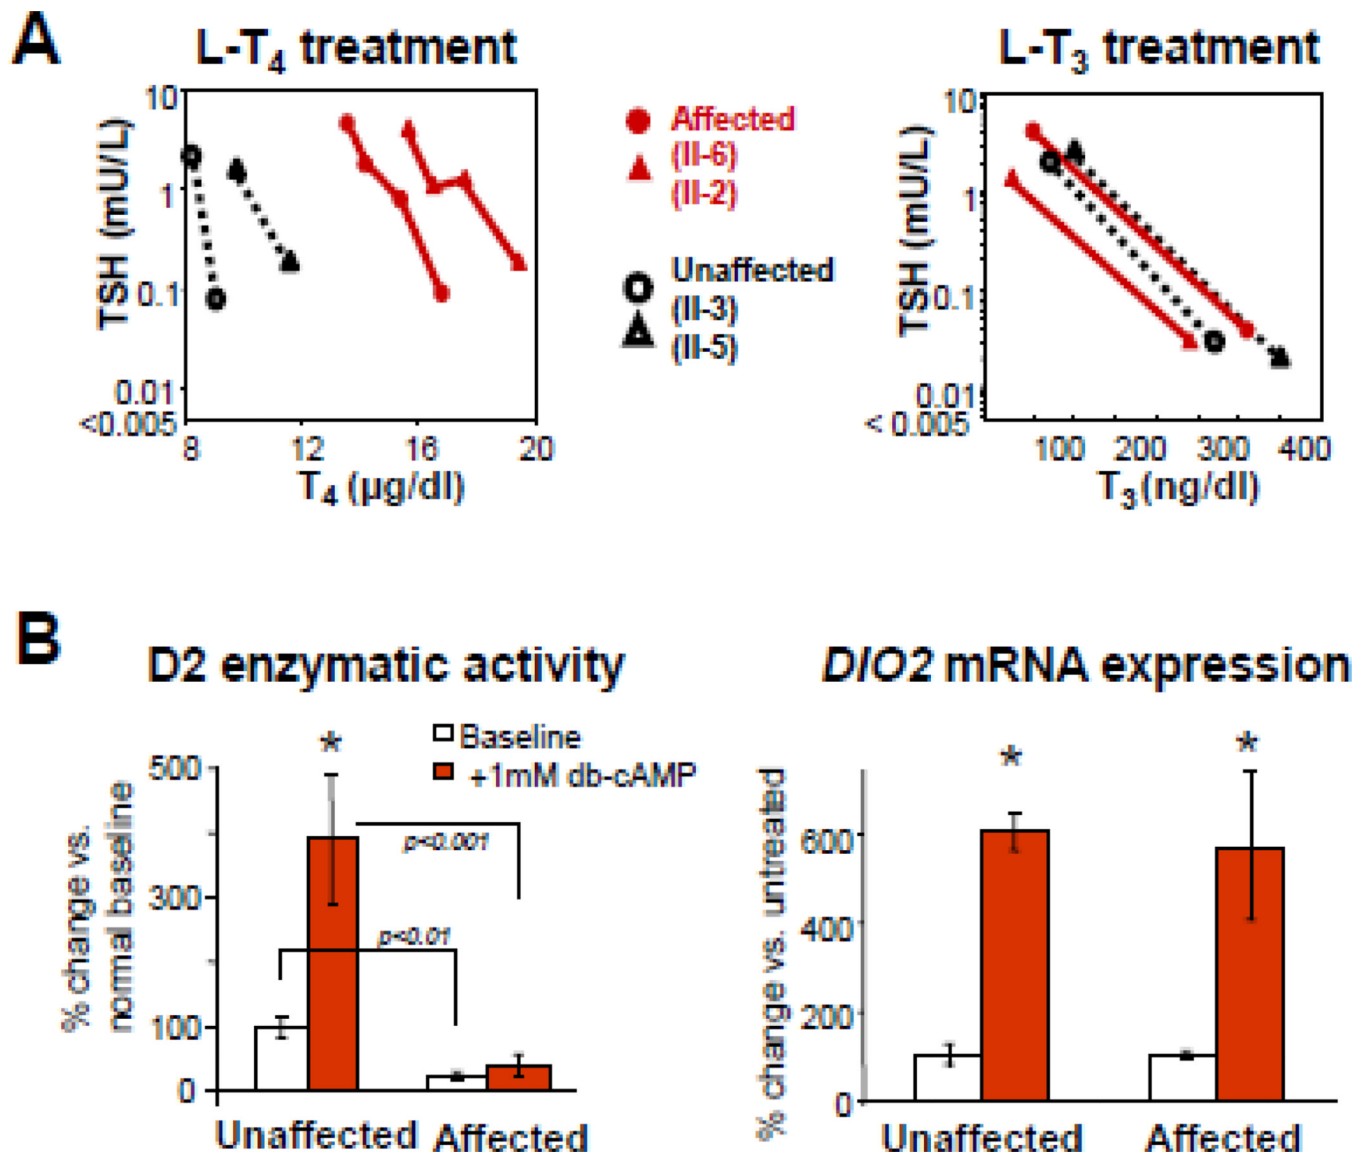 A
L-T4 treatment
TSH (mU/L)
10
1
0.1
0.01
<0.005
8 12 16 20
T4 (µg/dl)
Affected
(II-6)
(II-2)
Unaffected
(II-3)
(II-5)
L-T3 treatment
TSH (mU/L)
10
1
0.1
0.01
< 0.005
100 200 300 400
T3(ng/dl)
B
D2 enzymatic activity
% change vs.
normal baseline
500
300
100
0
*
Baseline
+1mM db-cAMP
p<0.001
p<0.01
Unaffected Affected
DIO2 mRNA expression
% change vs. untreated
600
400
200
0
*
*
Unaffected Affected